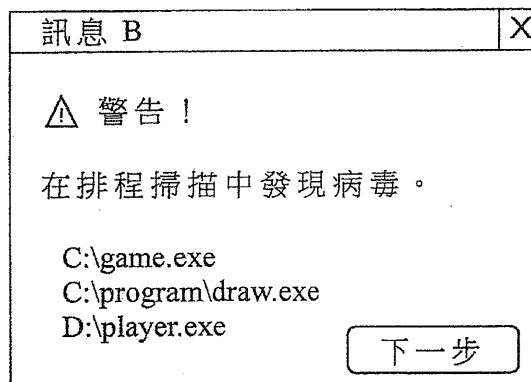 訊息 B X
⚠ 警告！
在排程掃描中發現病毒。
C:\game.exe
C:\program\draw.exe
D:\player.exe
下一步